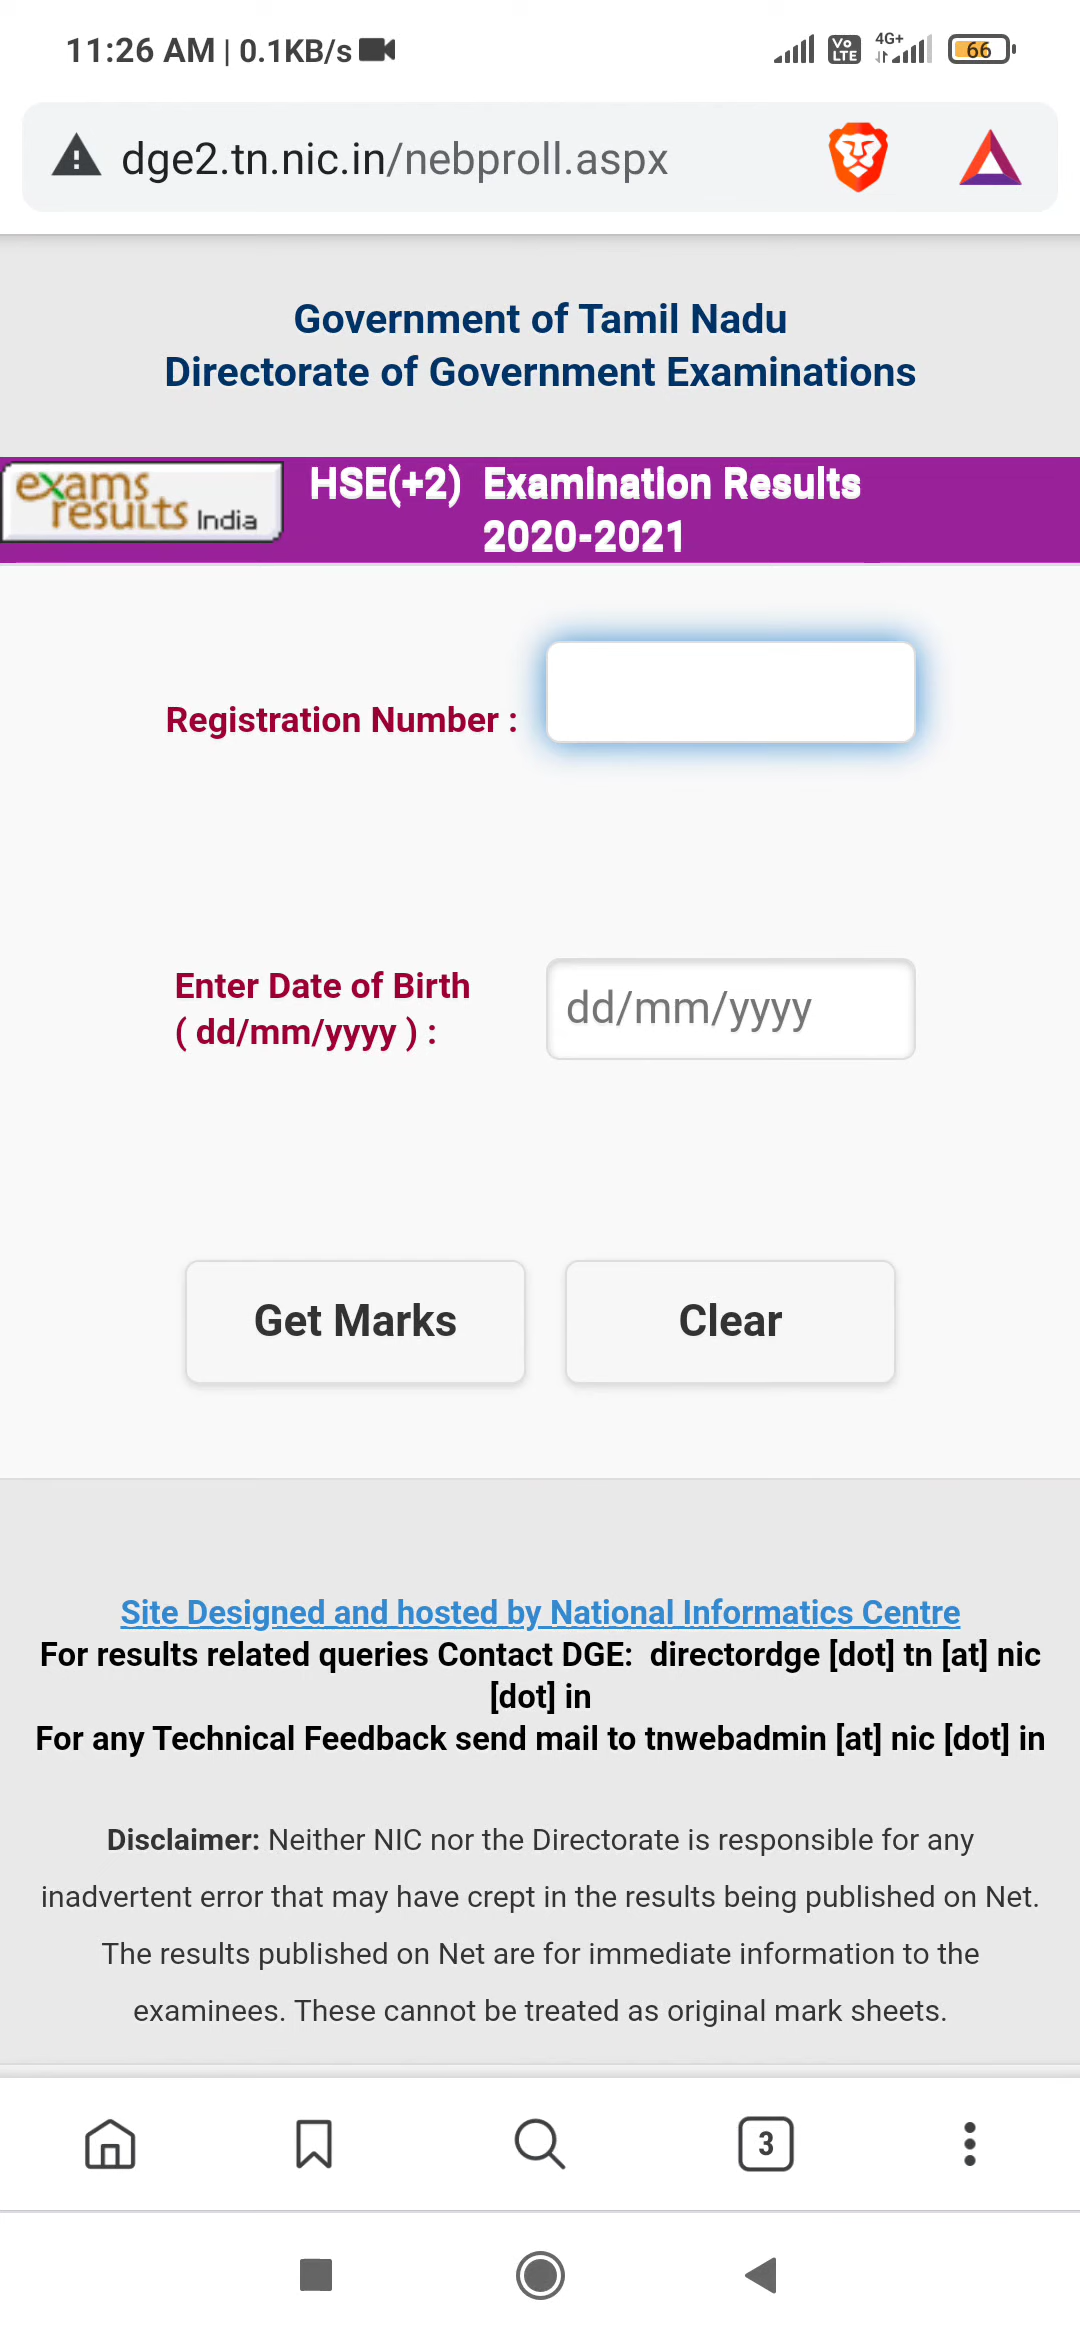 11:26 AM | 0.1KB/s
Vo LTE
4G+
66
dge2.tn.nic.in/nebproll.aspx
Government of Tamil Nadu
Directorate of Government Examinations
exams results India
HSE(+2) Examination Results
2020-2021
Registration Number :
Enter Date of Birth
( dd/mm/yyyy ) :
dd/mm/yyyy
Get Marks
Clear
Site Designed and hosted by National Informatics Centre
For results related queries Contact DGE: directordge [dot] tn [at] nic
[dot] in
For any Technical Feedback send mail to tnwebadmin [at] nic [dot] in
Disclaimer: Neither NIC nor the Directorate is responsible for any
inadvertent error that may have crept in the results being published on Net.
The results published on Net are for immediate information to the
examinees. These cannot be treated as original mark sheets.
3